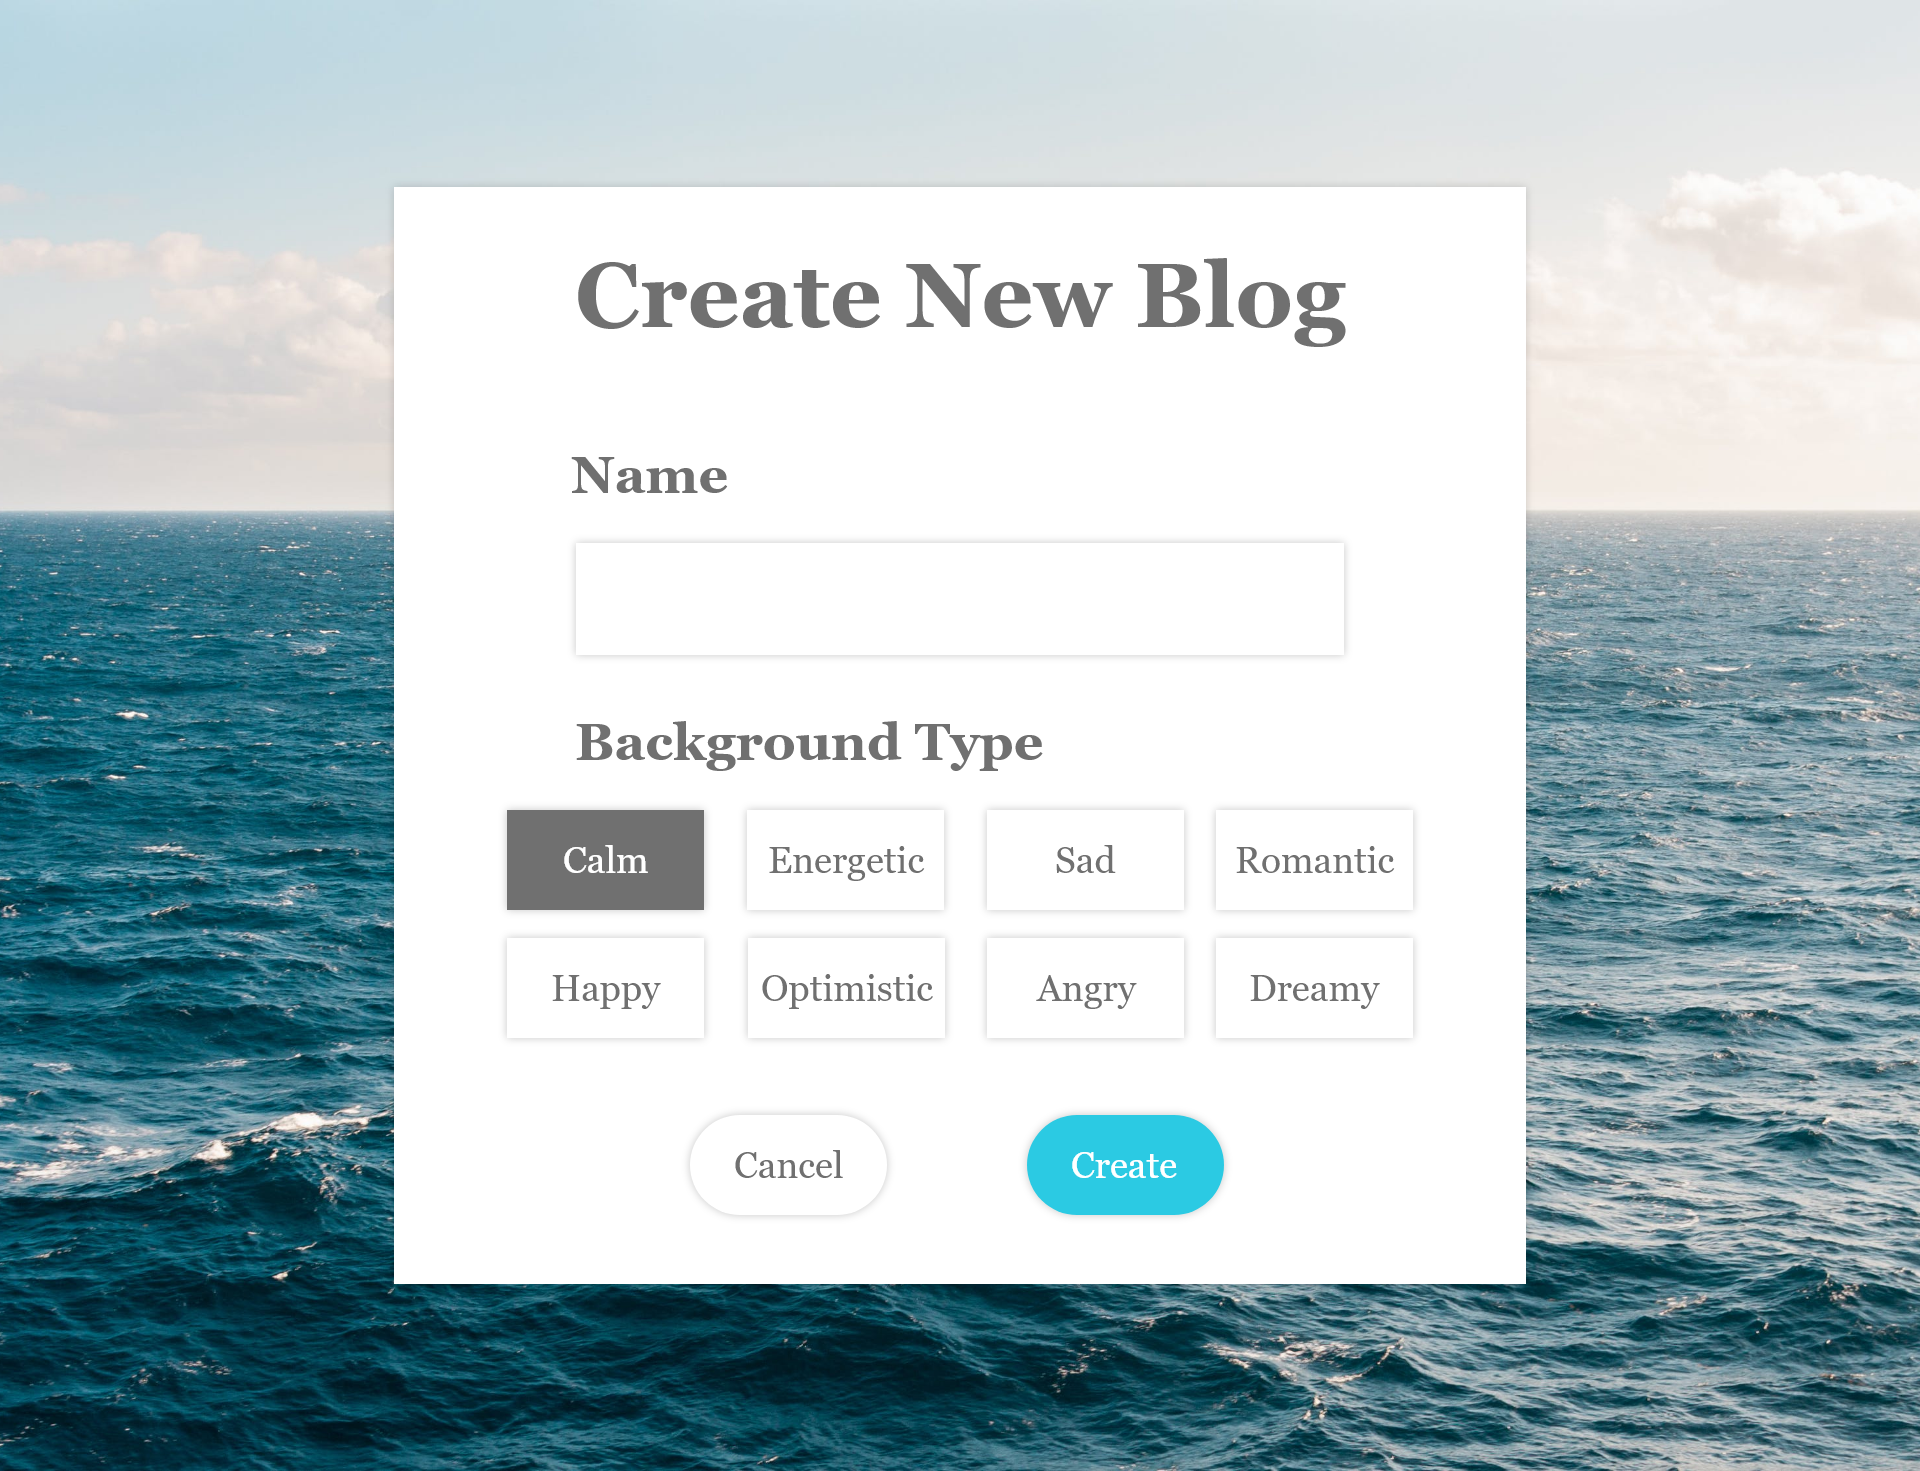 Create New Blog
Name
Background Type
Calm Energetic Sad Romantic
Happy Optimistic Angry Dreamy
Cancel Create